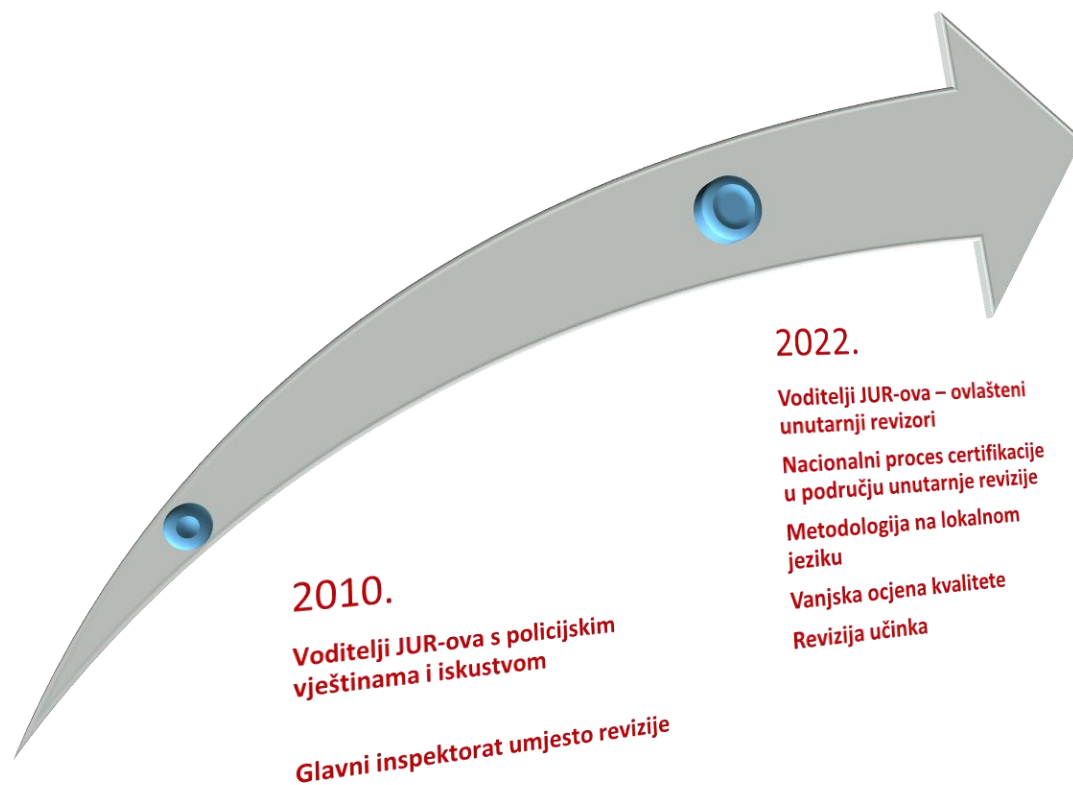 2010.
Voditelji JUR-ova s policijskim
vještinama i iskustvom
Glavni inspektorat umjesto revizije
2022.
Voditelji JUR-ova – ovlašteni
unutarnji revizori
Nacionalni proces certifikacije
u području unutarnje revizije
Metodologija na lokalnom
jeziku
Vanjska ocjena kvalitete
Revizija učinka